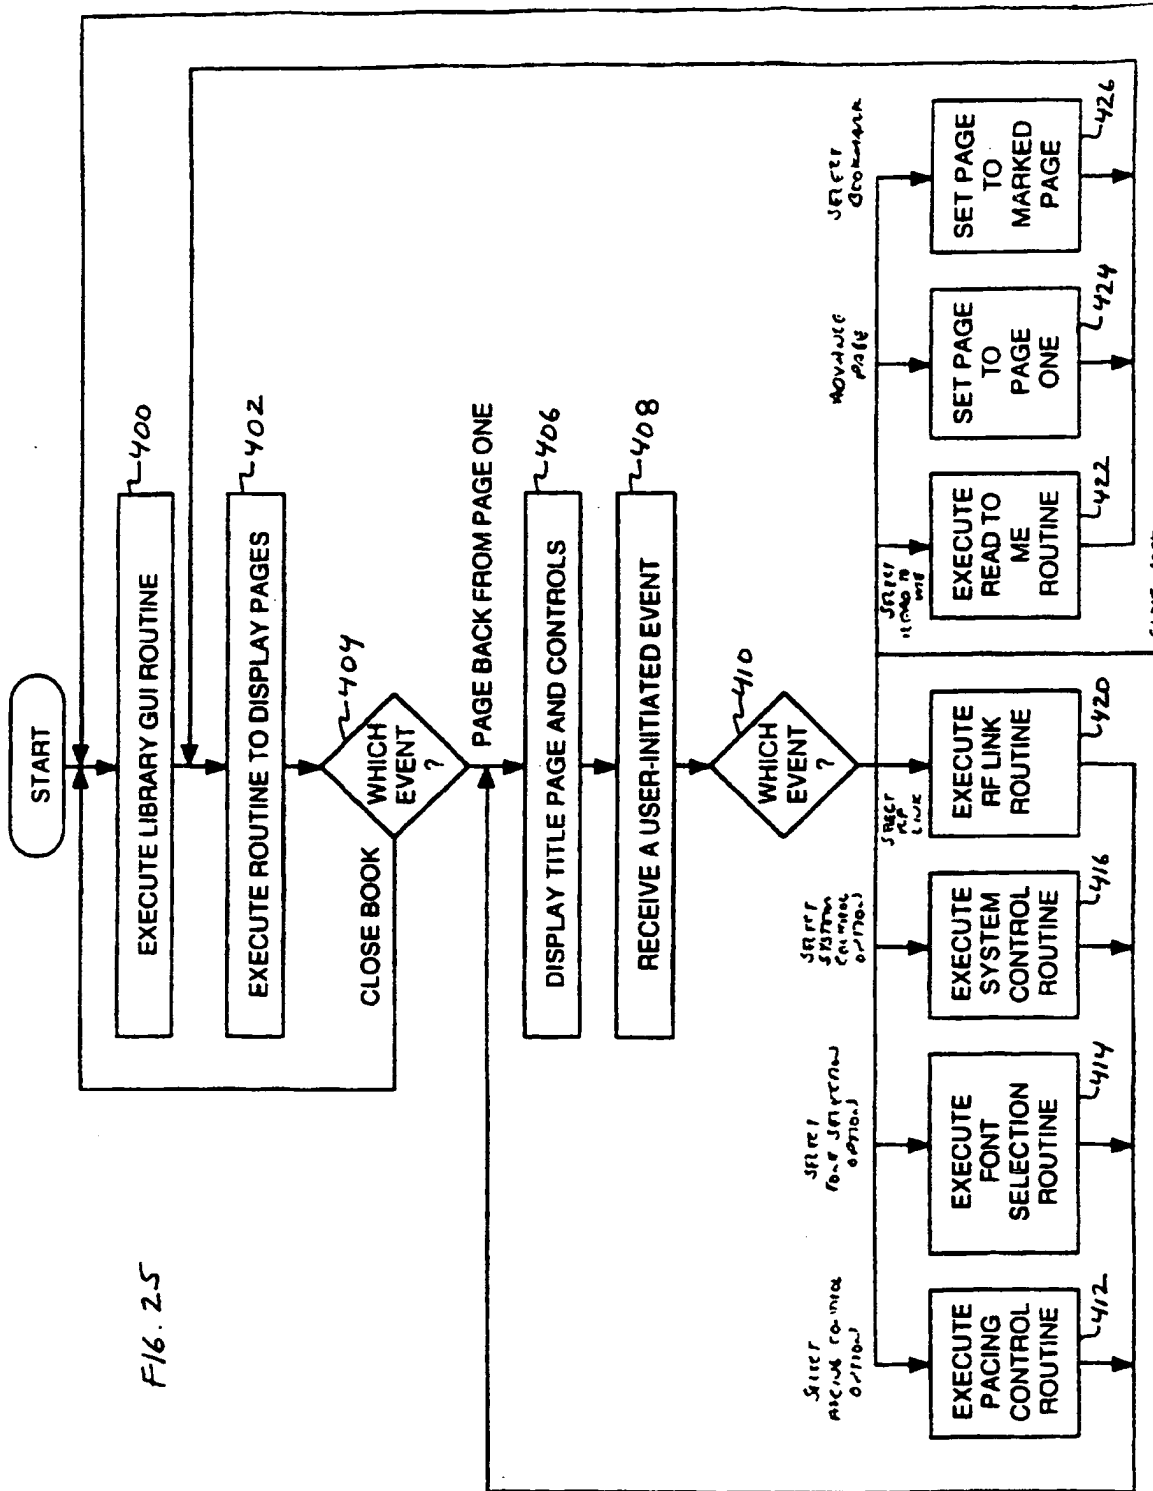 START
EXECUTE LIBRARY GUI ROUTINE
400
EXECUTE ROUTINE TO DISPLAY PAGES
402
WHICH
EVENT
?
404
CLOSE BOOK
PAGE BACK FROM PAGE ONE
DISPLAY TITLE PAGE AND CONTROLS
406
RECEIVE A USER-INITIATED EVENT
408
WHICH
EVENT
?
410
SELECT
PACING CONTROL
OPTION
EXECUTE
PACING
CONTROL
ROUTINE
412
SELECT
FONT SELECTION
OPTION
EXECUTE
FONT
SELECTION
ROUTINE
414
SELECT
SYSTEM
CONTROL
OPTION
EXECUTE
SYSTEM
CONTROL
ROUTINE
416
SELECT
RF
LINK
EXECUTE
RF LINK
ROUTINE
420
SELECT
READ TO
ME
EXECUTE
READ TO
ME
ROUTINE
422
ADVANCE
PAGE
SET PAGE
TO
PAGE
ONE
424
SELECT
BOOKMARK
SET PAGE
TO
MARKED
PAGE
426
FIG. 25